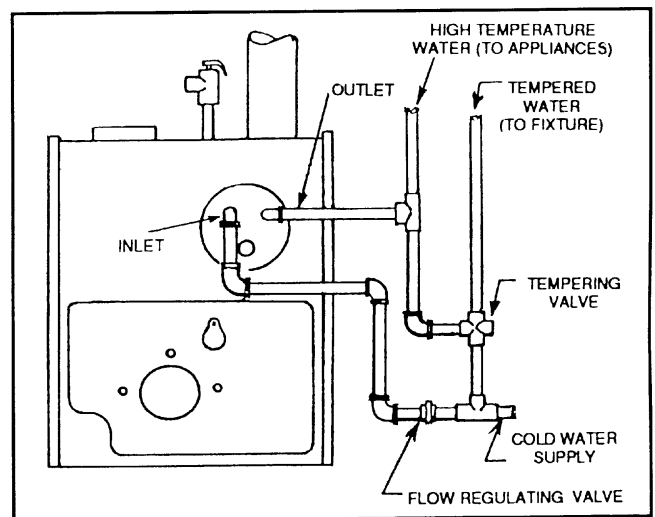 HIGH TEMPERATURE
WATER (TO APPLIANCES)
OUTLET
TEMPERED
WATER
(TO FIXTURE)
INLET
TEMPERING
VALVE
COLD WATER
SUPPLY
FLOW REGULATING VALVE